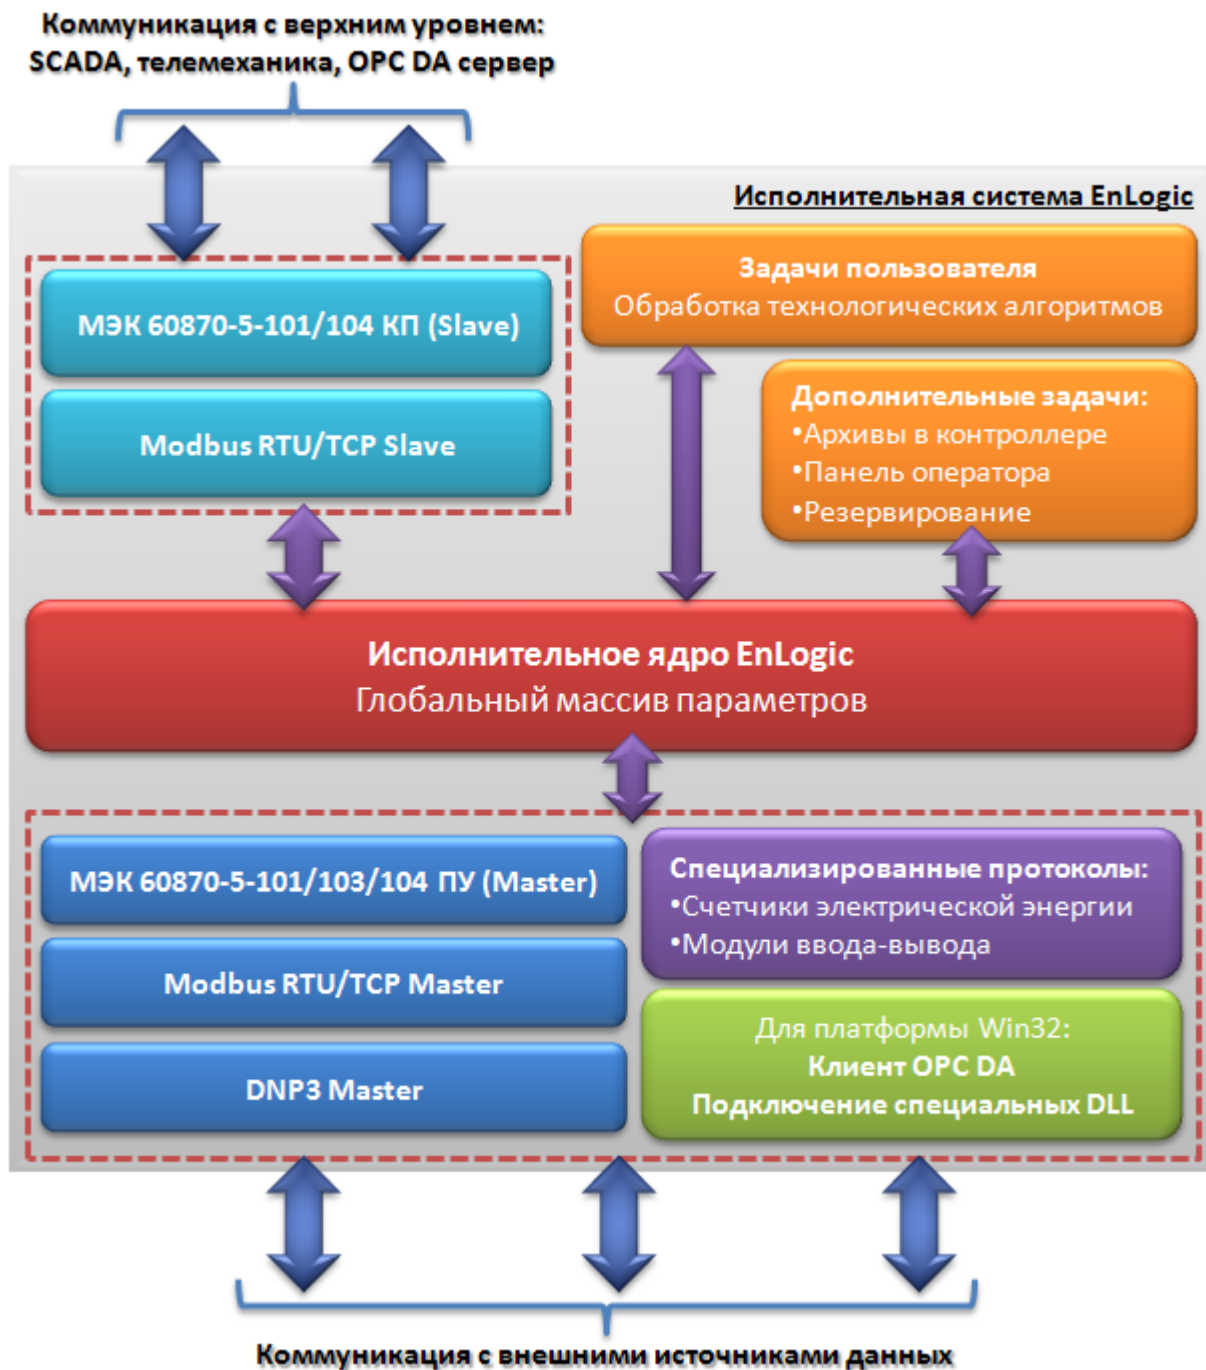 Коммуникация с верхним уровнем:
SCADA, телемеханика, OPC DA сервер
Исполнительная система EnLogic
МЭК 60870-5-101/104 КП (Slave)
Modbus RTU/TCP Slave
Задачи пользователя
Обработка технологических алгоритмов
Дополнительные задачи:
•Архивы в контроллере
•Панель оператора
•Резервирование
Исполнительное ядро EnLogic
Глобальный массив параметров
МЭК 60870-5-101/103/104 ПУ (Master)
Modbus RTU/TCP Master
DNP3 Master
Специализированные протоколы:
•Счетчики электрической энергии
•Модули ввода-вывода
Для платформы Win32:
Клиент OPC DA
Подключение специальных DLL
Коммуникация с внешними источниками данных